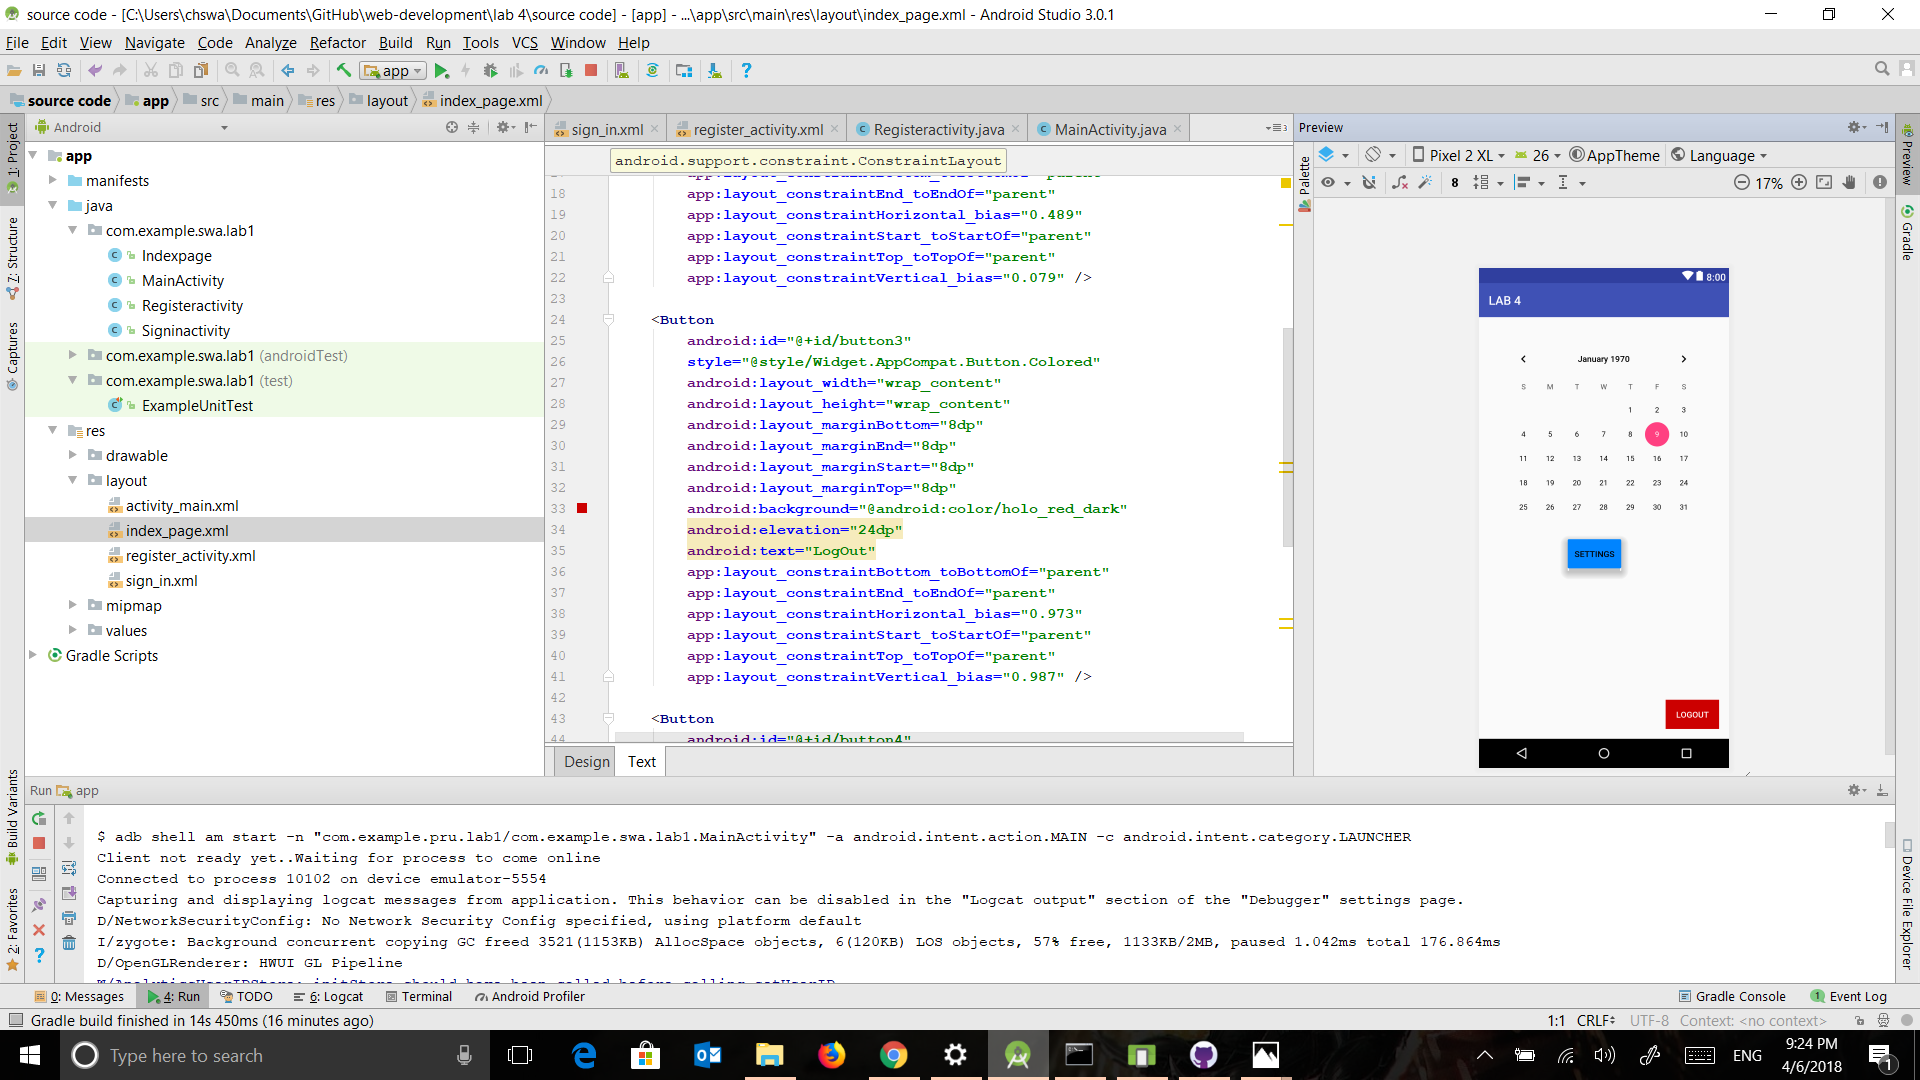 source code - [C:\Users\chswa\Documents\GitHub\web-development\lab 4\source code] - [app] - ...\app\src\main\res\layout\index_page.xml - Android Studio 3.0.1
File Edit View Navigate Code Analyze Refactor Build Run Tools VCS Window Help
app
source code app src main res layout index_page.xml
Android
sign_in.xml register_activity.xml Registeractivity.java MainActivity.java
3
Preview
1: Project
7: Structure
Captures
Build Variants
2: Favorites
app
manifests
java
com.example.swa.lab1
Indexpage
MainActivity
Registeractivity
Signinactivity
com.example.swa.lab1 (androidTest)
com.example.swa.lab1 (test)
ExampleUnitTest
res
drawable
layout
activity_main.xml
index_page.xml
register_activity.xml
sign_in.xml
mipmap
values
Gradle Scripts
android.support.constraint.ConstraintLayout
18 app:layout_constraintEnd_toEndOf="parent"
19 app:layout_constraintHorizontal_bias="0.489"
20 app:layout_constraintStart_toStartOf="parent"
21 app:layout_constraintTop_toTopOf="parent"
22 app:layout_constraintVertical_bias="0.079" />
23
24 <Button
25 android:id="@+id/button3"
26 style="@style/Widget.AppCompat.Button.Colored"
27 android:layout_width="wrap_content"
28 android:layout_height="wrap_content"
29 android:layout_marginBottom="8dp"
30 android:layout_marginEnd="8dp"
31 android:layout_marginStart="8dp"
32 android:layout_marginTop="8dp"
33 android:background="@android:color/holo_red_dark"
34 android:elevation="24dp"
35 android:text="LogOut"
36 app:layout_constraintBottom_toBottomOf="parent"
37 app:layout_constraintEnd_toEndOf="parent"
38 app:layout_constraintHorizontal_bias="0.973"
39 app:layout_constraintStart_toStartOf="parent"
40 app:layout_constraintTop_toTopOf="parent"
41 app:layout_constraintVertical_bias="0.987" />
42
43 <Button
44 android:id="@+id/button4"
Design Text
Palette
Pixel 2 XL 26 AppTheme Language
8 17%
8:00
LAB 4
January 1970
S M T W T F S
1 2 3
4 5 6 7 8 9 10
11 12 13 14 15 16 17
18 19 20 21 22 23 24
25 26 27 28 29 30 31
SETTINGS
LOGOUT
Preview
Gradle
Device File Explorer
Run app
$ adb shell am start -n "com.example.pru.lab1/com.example.swa.lab1.MainActivity" -a android.intent.action.MAIN -c android.intent.category.LAUNCHER
Client not ready yet..Waiting for process to come online
Connected to process 10102 on device emulator-5554
Capturing and displaying logcat messages from application. This behavior can be disabled in the "Logcat output" section of the "Debugger" settings page.
D/NetworkSecurityConfig: No Network Security Config specified, using platform default
I/zygote: Background concurrent copying GC freed 3521(1153KB) AllocSpace objects, 6(120KB) LOS objects, 57% free, 1133KB/2MB, paused 1.042ms total 176.864ms
D/OpenGLRenderer: HWUI GL Pipeline
0: Messages 4: Run TODO 6: Logcat Terminal Android Profiler Gradle Console 1 Event Log
Gradle build finished in 14s 450ms (16 minutes ago) 1:1 CRLF UTF-8 Context: <no context>
Type here to search
ENG
9:24 PM
4/6/2018
1